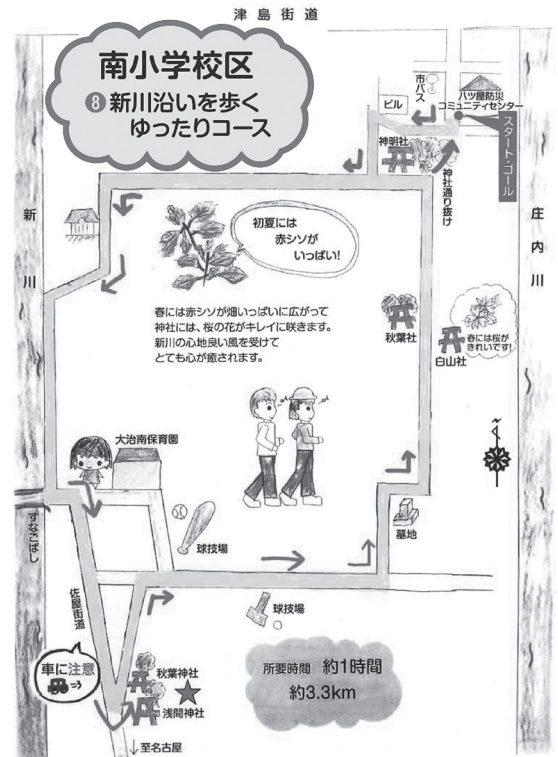 津島街道
南小学校区
8 新川沿いを歩く
ゆったりコース
市バス
ビル
八ツ屋防災
コミュニティセンター
スタート・ゴール
神明社
神社通り抜け
新川
庄内川
初夏には
赤シソが
いっぱい!
春には赤シソが畑いっぱいに広がって
神社には、桜の花がキレイに咲きます。
新川の心地良い風を受けて
とても心が癒されます。
秋葉社
春には桜が
きれいです!
白山社
大治南保育園
N
墓地
すなこばし
球技場
佐屋街道
球技場
車に注意
秋葉神社
浅間神社
所要時間 約1時間
約3.3km
至名古屋